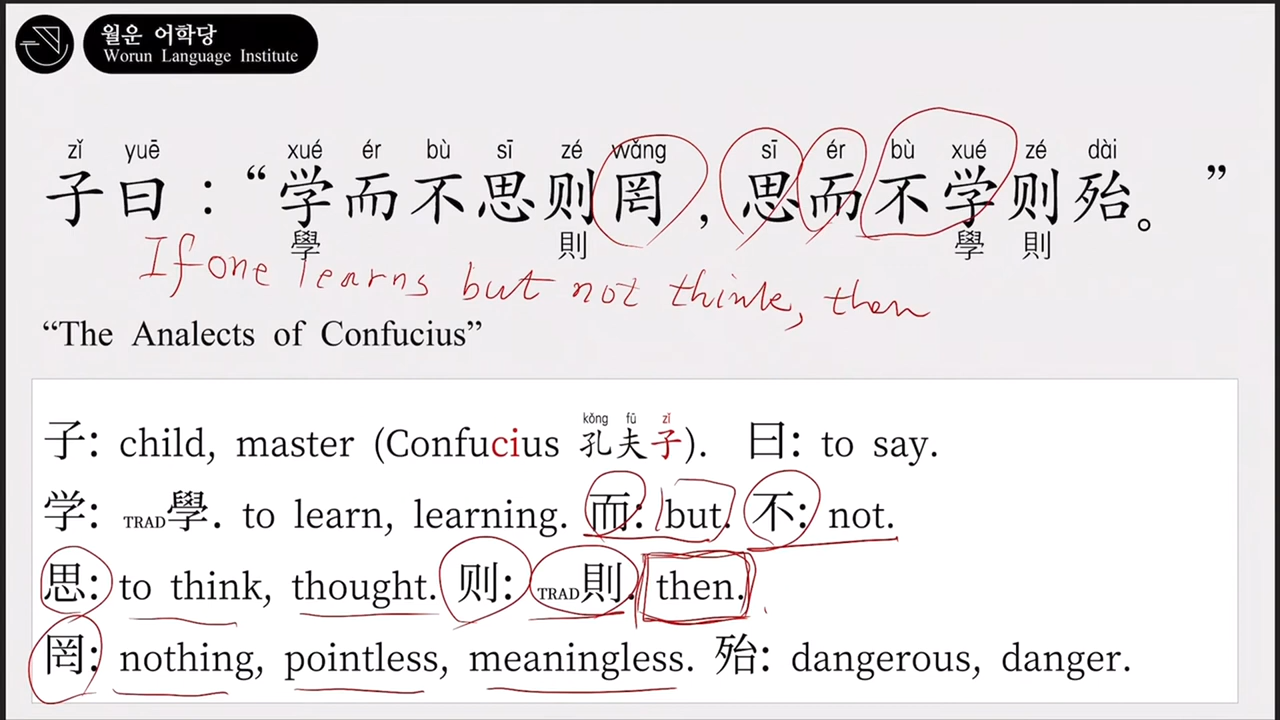 월운 어학당
Worun Language Institute
zǐ yuē xué ér bù sī zé wǎng sī ér bù xué zé dài
子曰：“学而不思则罔，思而不学则殆。”
學 則 學 則
If one learns but not think, then
“The Analects of Confucius”
kǒng fū zǐ
子: child, master (Confucius 孔夫子). 曰: to say.
学: TRAD學. to learn, learning. 而: but. 不: not.
思: to think, thought. 则: TRAD則. then.
罔: nothing, pointless, meaningless. 殆: dangerous, danger.